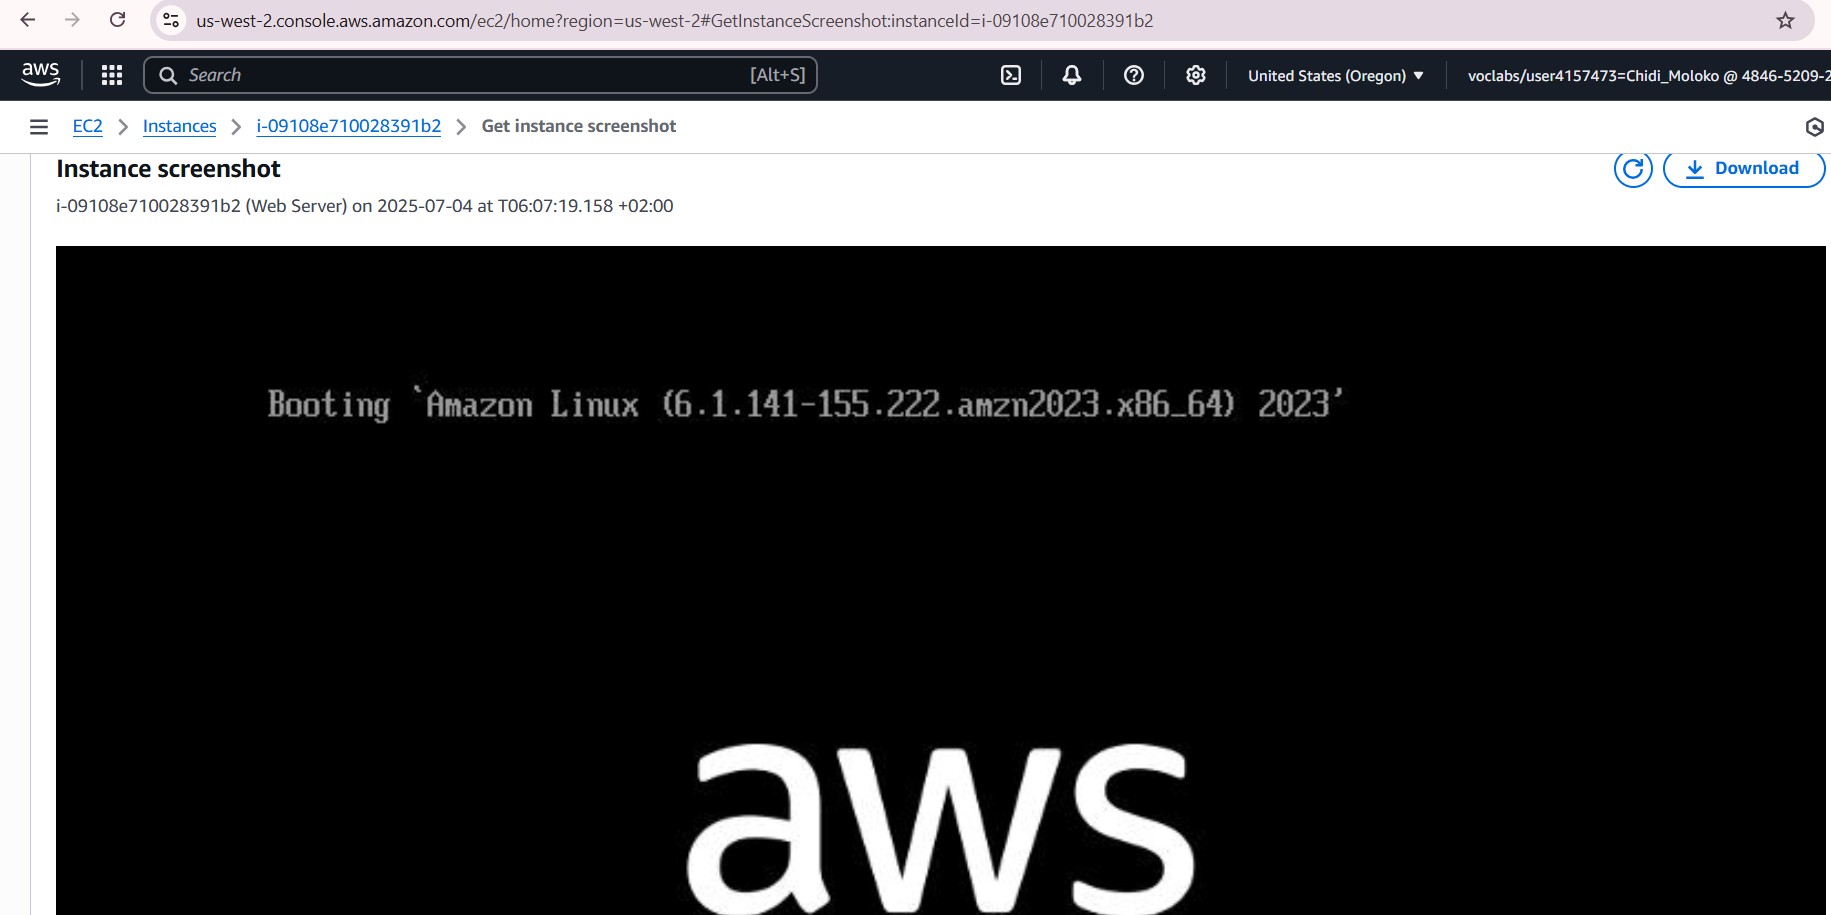 us-west-2.console.aws.amazon.com/ec2/home?region=us-west-2#GetInstanceScreenshot:instanceId=i-09108e710028391b2
aws
Search [Alt+S] United States (Oregon) voclabs/user4157473=Chidi_Moloko @ 4846-5209-2
EC2 Instances i-09108e710028391b2 Get instance screenshot
Instance screenshot Download
i-09108e710028391b2 (Web Server) on 2025-07-04 at T06:07:19.158 +02:00
Booting `Amazon Linux (6.1.141-155.222.amzn2023.x86_64) 2023'
aws